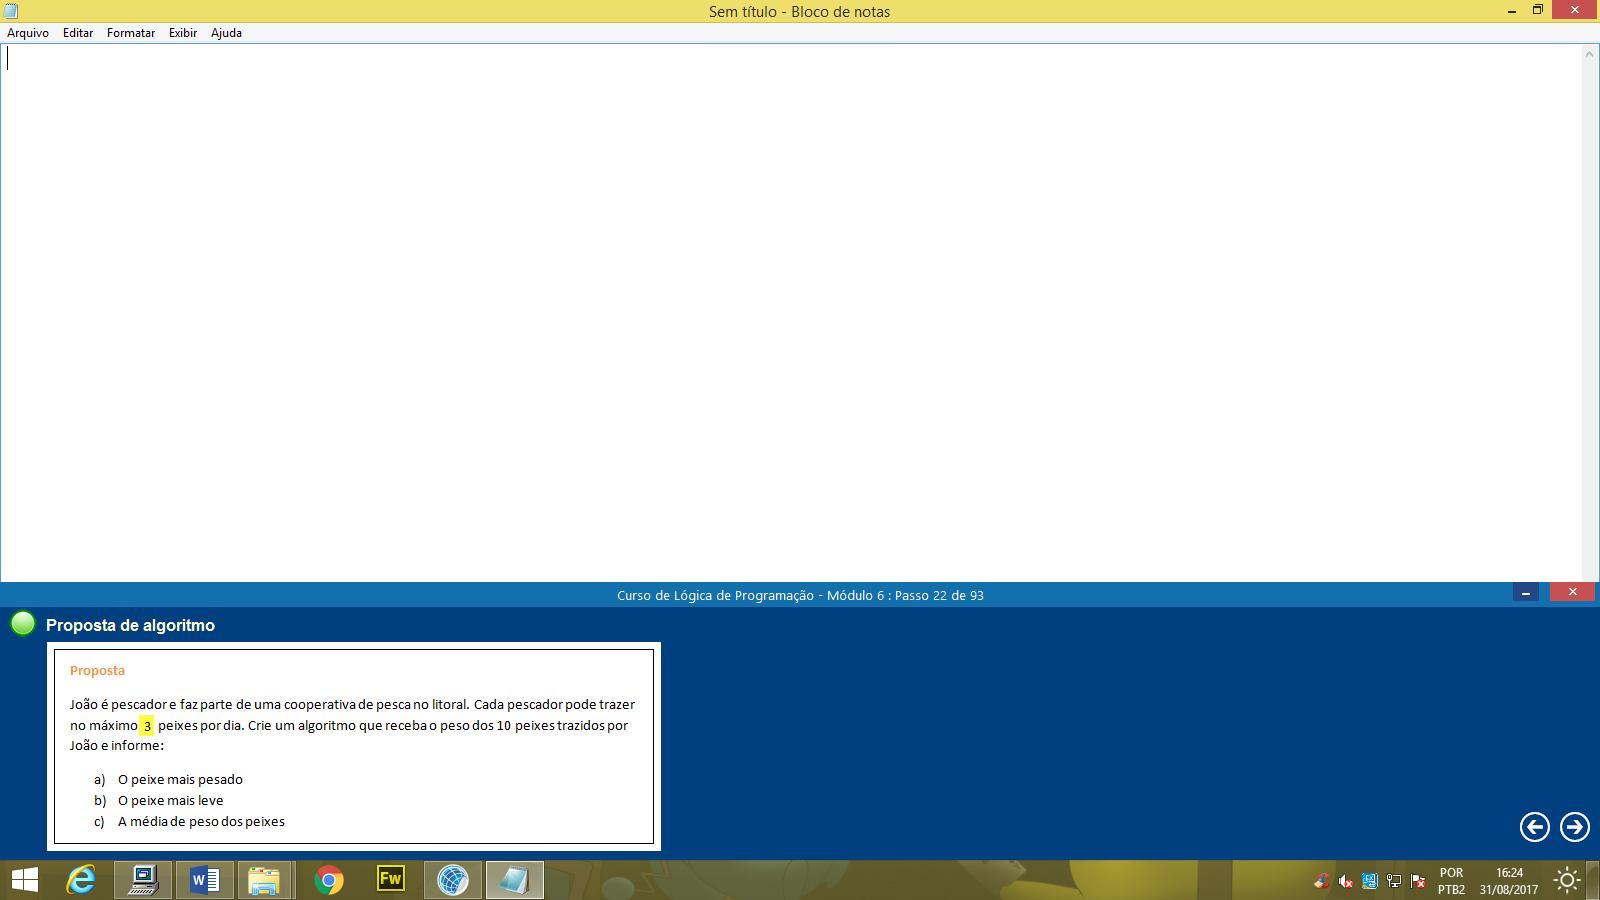 Sem título - Bloco de notas
Arquivo Editar Formatar Exibir Ajuda
Curso de Lógica de Programação - Módulo 6 : Passo 22 de 93
Proposta de algoritmo
Proposta
João é pescador e faz parte de uma cooperativa de pesca no litoral. Cada pescador pode trazer
no máximo 3 peixes por dia. Crie um algoritmo que receba o peso dos 10 peixes trazidos por
João e informe:
a) O peixe mais pesado
b) O peixe mais leve
c) A média de peso dos peixes
Fw
POR
PTB2
16:24
31/08/2017